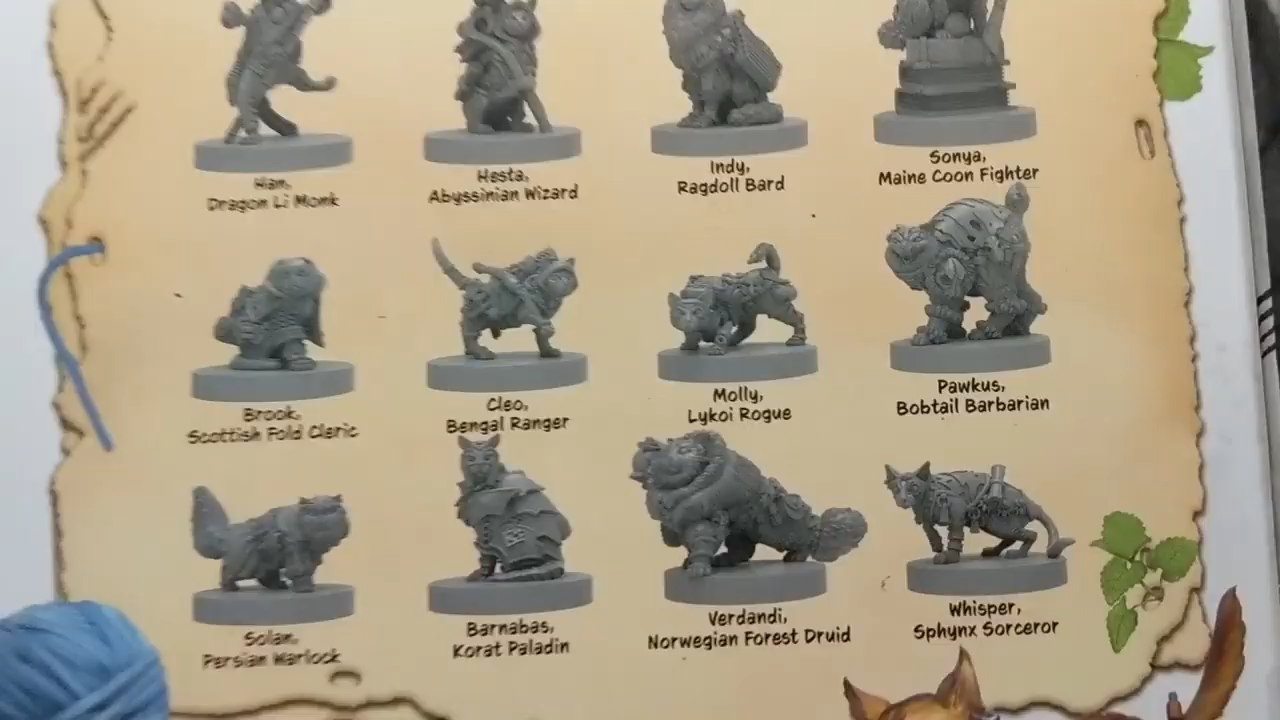 Han,
Dragon Li Monk
Hesta,
Abyssinian Wizard
Indy,
Ragdoll Bard
Sonya,
Maine Coon Fighter
Brook,
Scottish Fold Cleric
Cleo,
Bengal Ranger
Molly,
Lykoi Rogue
Pawkus,
Bobtail Barbarian
Solan,
Persian Warlock
Barnabas,
Korat Paladin
Verdandi,
Norwegian Forest Druid
Whisper,
Sphynx Sorceror